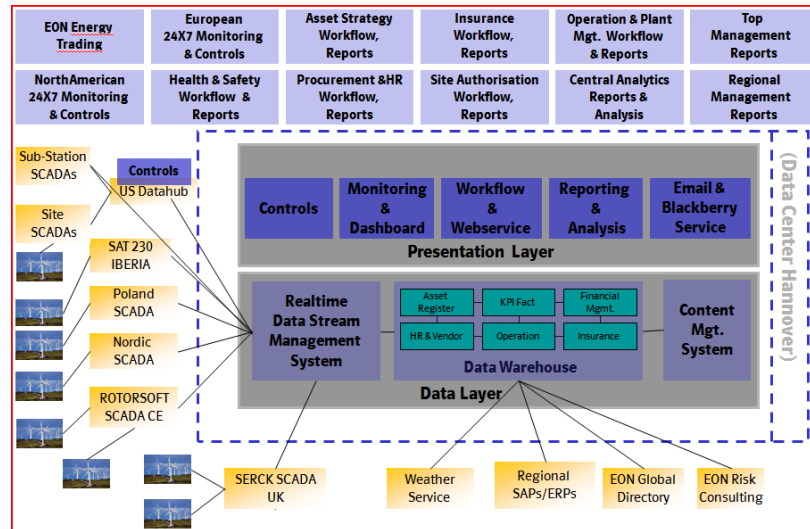 EON Energy
Trading
European
24X7 Monitoring
& Controls
Asset Strategy
Workflow,
Reports
Insurance
Workflow,
Reports
Operation & Plant
Mgt. Workflow
& Reports
Top
Management
Reports
NorthAmerican
24X7 Monitoring
& Controls
Health & Safety
Workflow &
Reports
Procurement &HR
Workflow,
Reports
Site Authorisation
Workflow,
Reports
Central Analytics
Reports &
Analysis
Regional
Management
Reports
Sub-Station
SCADAs
Controls
US Datahub
Site
SCADAs
SAT 230
IBERIA
Poland
SCADA
Nordic
SCADA
ROTORSOFT
SCADA CE
Controls
Monitoring
&
Dashboard
Workflow
&
Webservice
Reporting
&
Analysis
Email &
Blackberry
Service
Presentation Layer
(Data Center Hannover)
Realtime
Data Stream
Management
System
Asset
Register
KPI Fact
Financial
Mgmt.
HR & Vendor
Operation
Insurance
Data Warehouse
Content
Mgt.
System
Data Layer
SERCK SCADA
UK
Weather
Service
Regional
SAPs/ERPs
EON Global
Directory
EON Risk
Consulting